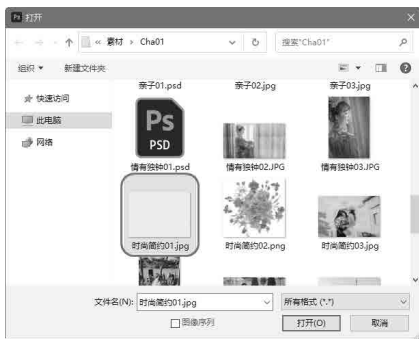 Ps 打开
« 素材 › Cha01
搜索"Cha01"
组织 新建文件夹
亲子01.psd 亲子02.jpg 亲子03.jpg
快速访问
此电脑
网络
Ps
PSD
情有独钟01.psd 情有独钟02.JPG 情有独钟03.JPG
时尚简约01.jpg 时尚简约02.png 时尚简约03.jpg
文件名(N): 时尚简约01.jpg 所有格式 (*.*)
图像序列 打开(O) 取消